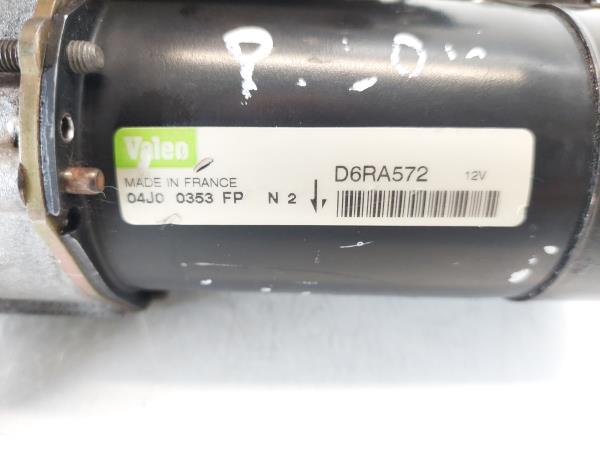 Valeo
MADE IN FRANCE
04J0 0353 FP N 2
D6RA572 12V